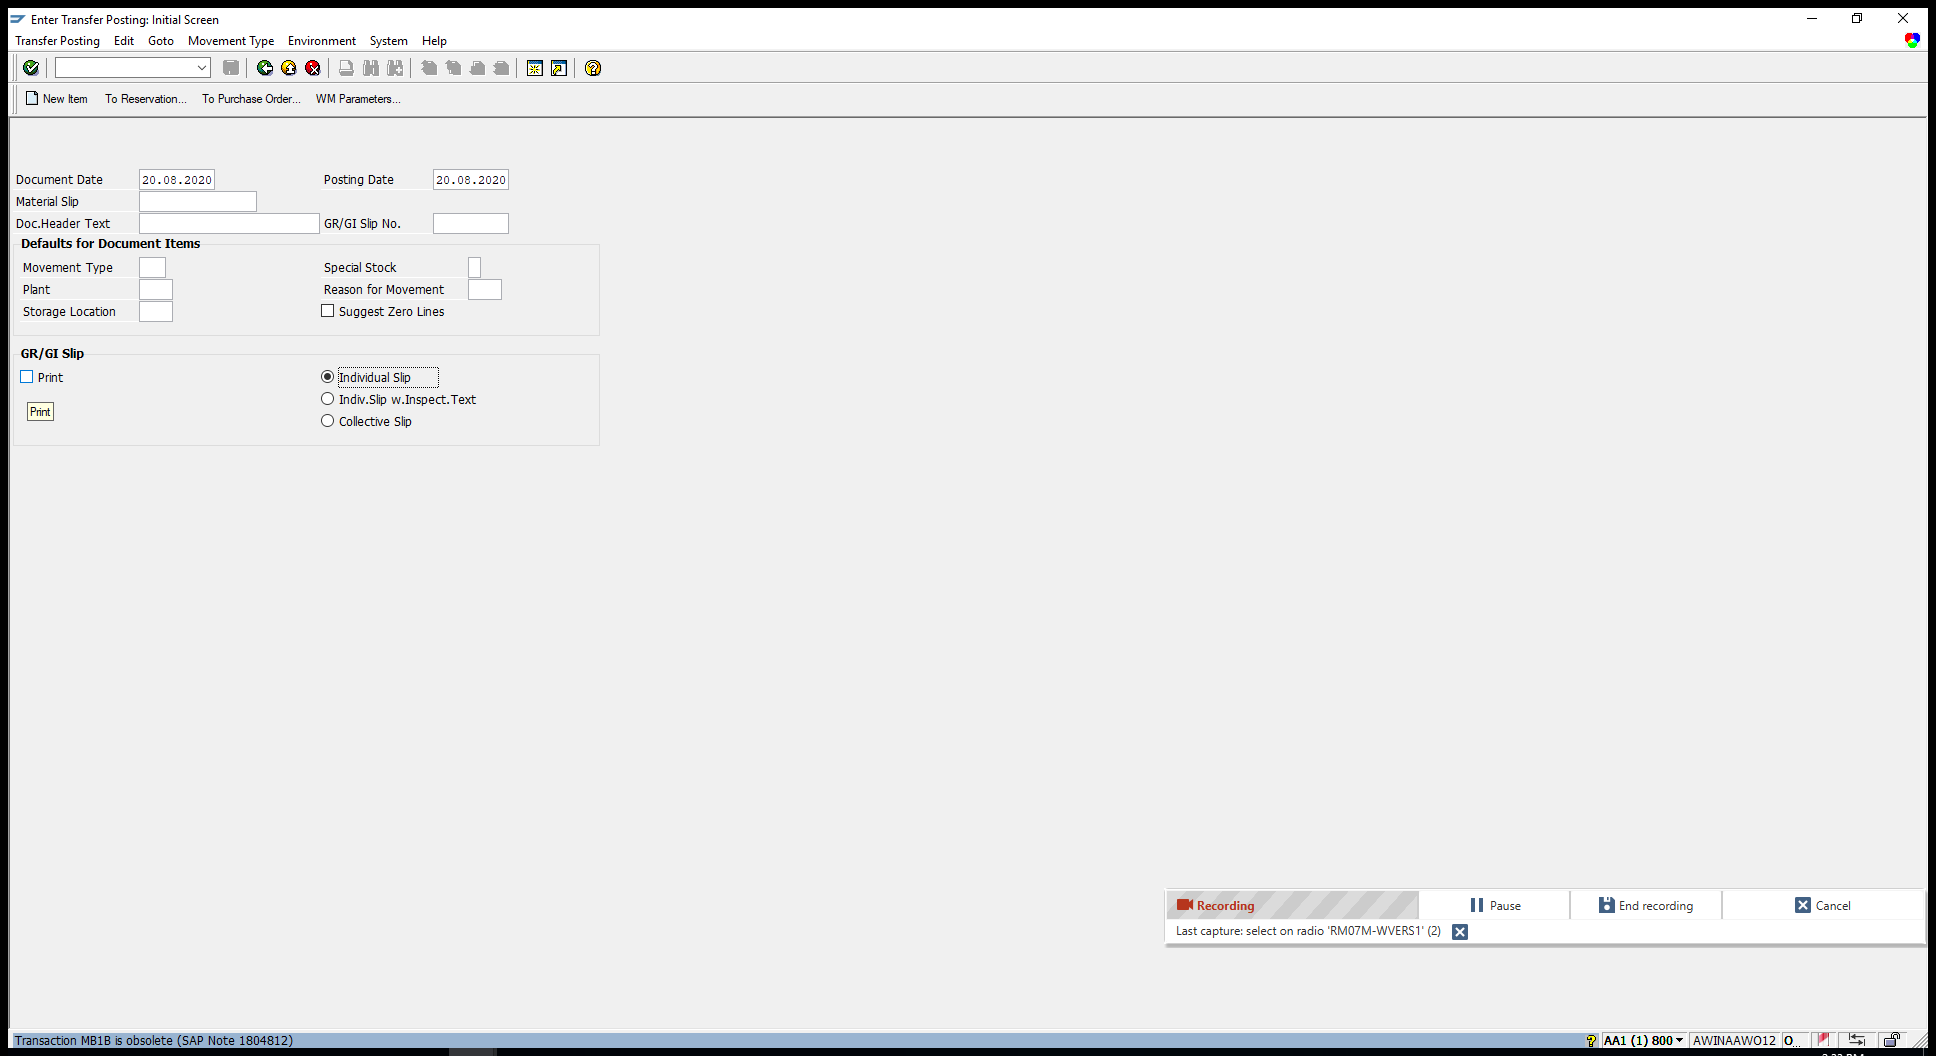 Enter Transfer Posting: Initial Screen
Transfer Posting Edit Goto Movement Type Environment System Help
New Item To Reservation... To Purchase Order... WM Parameters...
Document Date 20.08.2020 Posting Date 20.08.2020
Material Slip
Doc.Header Text GR/GI Slip No.
Defaults for Document Items
Movement Type Special Stock
Plant Reason for Movement
Storage Location Suggest Zero Lines
GR/GI Slip
Print Individual Slip
Indiv.Slip w.Inspect.Text
Print
Collective Slip
Recording Pause End recording Cancel
Last capture: select on radio 'RM07M-WVERS1' (2)
Transaction MB1B is obsolete (SAP Note 1804812) AA1 (1) 800 AWINAAWO12 O...